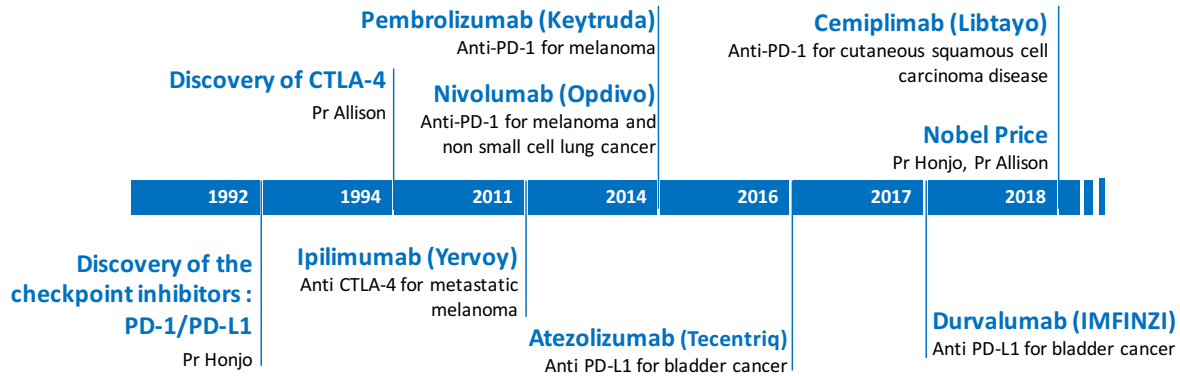 Pembrolizumab (Keytruda)
Anti-PD-1 for melanoma
Cemiplimab (Libtayo)
Anti-PD-1 for cutaneous squamous cell
carcinoma disease
Discovery of CTLA-4
Pr Allison
Nivolumab (Opdivo)
Anti-PD-1 for melanoma and
non small cell lung cancer
Nobel Price
Pr Honjo, Pr Allison
1992 1994 2011 2014 2016 2017 2018
Discovery of the
checkpoint inhibitors :
PD-1/PD-L1
Pr Honjo
Ipilimumab (Yervoy)
Anti CTLA-4 for metastatic
melanoma
Atezolizumab (Tecentriq)
Anti PD-L1 for bladder cancer
Durvalumab (IMFINZI)
Anti PD-L1 for bladder cancer